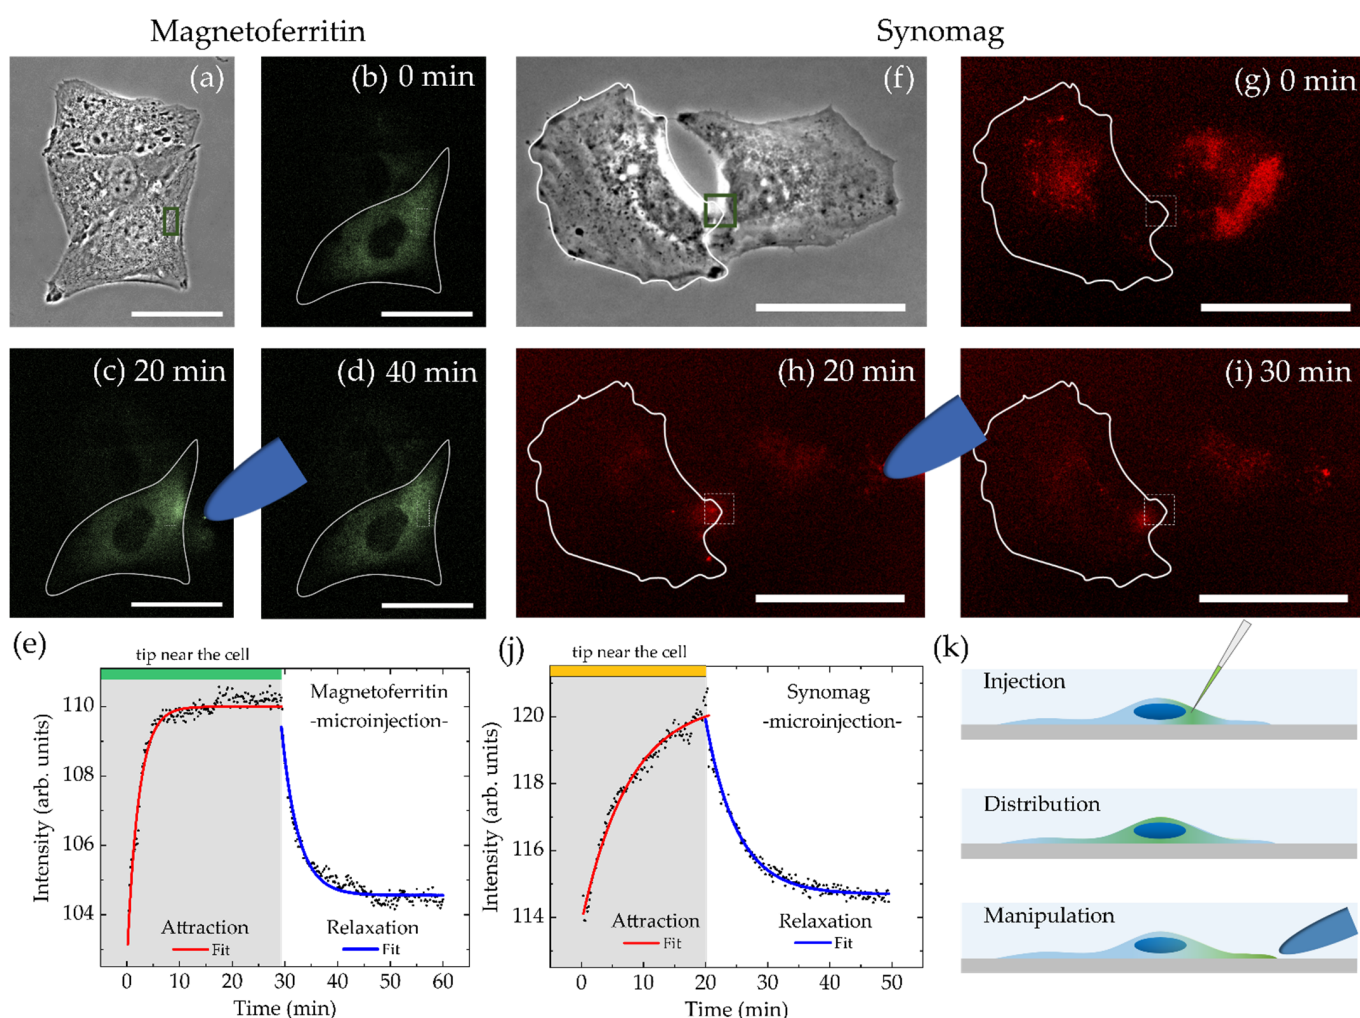 Magnetoferritin
Synomag
(a)
(b) 0 min
(f)
(g) 0 min
(c) 20 min
(d) 40 min
(h) 20 min
(i) 30 min
(e)
tip near the cell
Magnetoferritin
-microinjection-
Intensity (arb. units)
110
108
106
104
Attraction
Fit
Relaxation
Fit
0
10
20
30
40
50
60
Time (min)
(j)
tip near the cell
Synomag
-microinjection-
Intensity (arb. units)
120
118
116
114
Attraction
Fit
Relaxation
Fit
0
10
20
30
40
50
Time (min)
(k)
Injection
Distribution
Manipulation